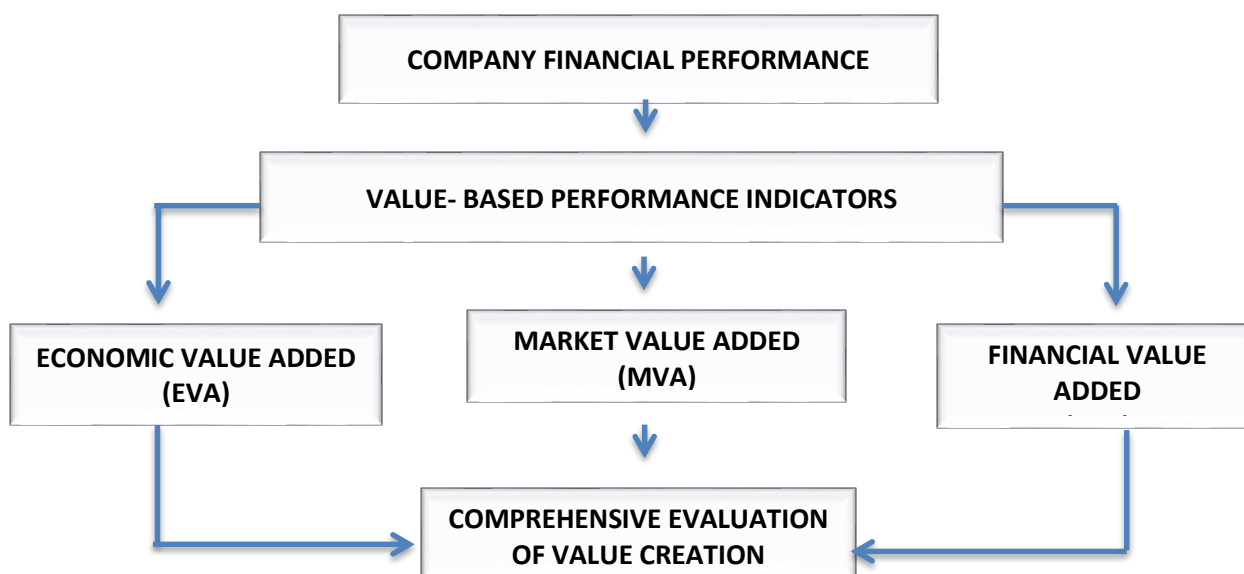 COMPANY FINANCIAL PERFORMANCE
VALUE- BASED PERFORMANCE INDICATORS
ECONOMIC VALUE ADDED
(EVA)
MARKET VALUE ADDED
(MVA)
FINANCIAL VALUE
ADDED
COMPREHENSIVE EVALUATION
OF VALUE CREATION